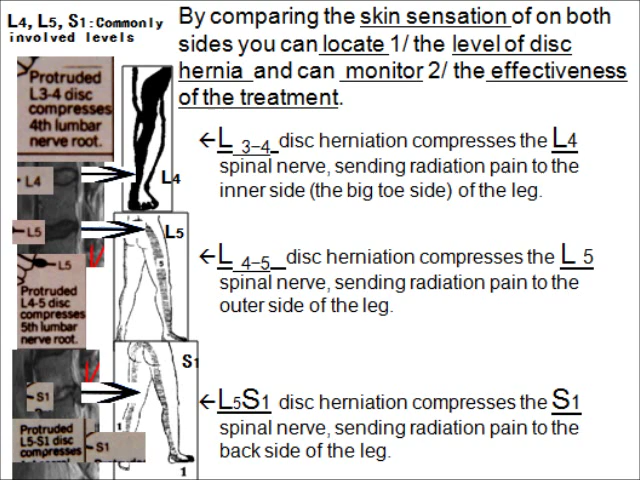 L4, L5, S1:Commonly
involved levels
By comparing the skin sensation of on both
sides you can locate 1/ the level of disc
hernia and can monitor 2/ the effectiveness
of the treatment.
Protruded
L3-4 disc
compresses
4th lumbar
nerve root.
L4
L4
←L 3-4 disc herniation compresses the L4
spinal nerve, sending radiation pain to the
inner side (the big toe side) of the leg.
L5
L5
5
L5
Protruded
L4-5 disc
compresses
5th lumbar
nerve root.
←L 4-5 disc herniation compresses the L 5
spinal nerve, sending radiation pain to the
outer side of the leg.
S1
S1
Protruded
L5-S1 disc
compresses
S1
1
1
←L5S1 disc herniation compresses the S1
spinal nerve, sending radiation pain to the
back side of the leg.